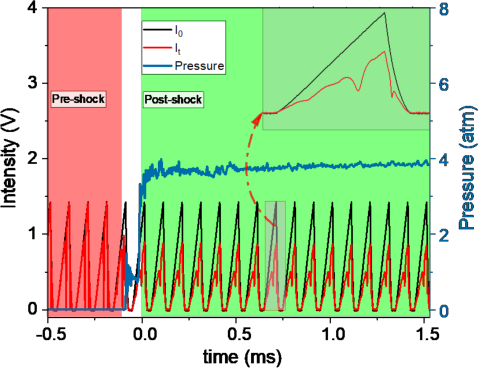 4
3
2
1
0
Intensity (V)
8
6
4
2
0
Pressure (atm)
I0
It
Pressure
Pre-shock
Post-shock
-0.5 0.0 0.5 1.0 1.5
time (ms)